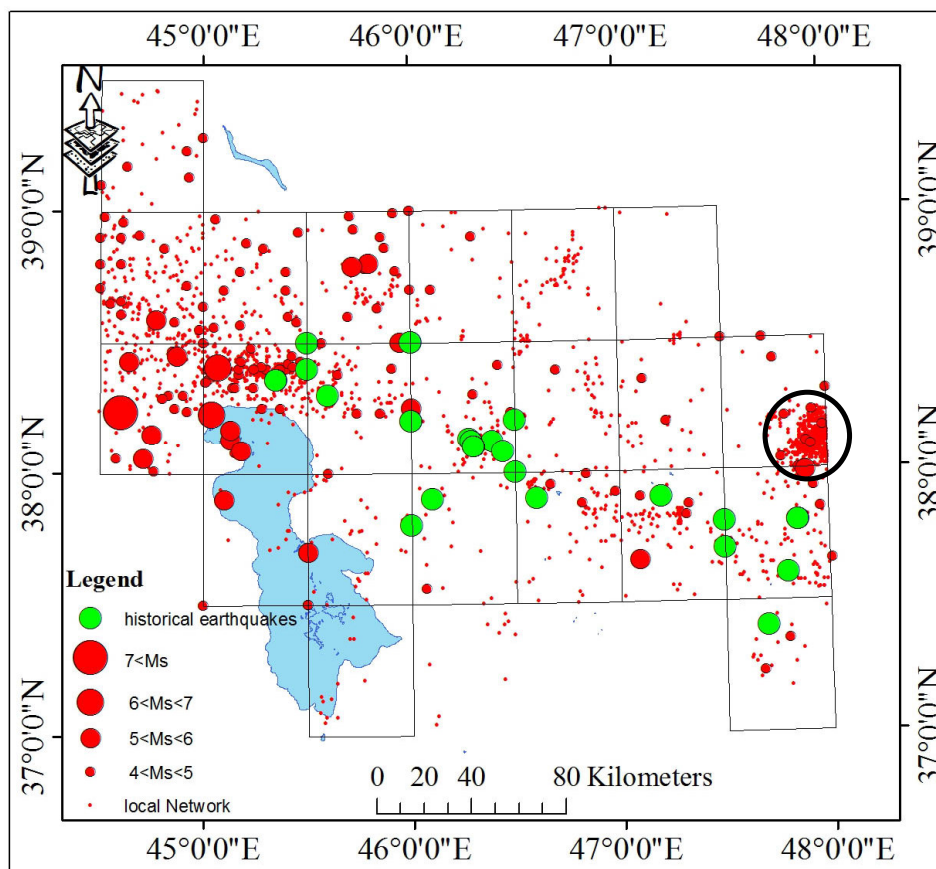 45°0'0"E 46°0'0"E 47°0'0"E 48°0'0"E
N
39°0'0"N 39°0'0"N
38°0'0"N 38°0'0"N
Legend
historical earthquakes
7<Ms
6<Ms<7
5<Ms<6
4<Ms<5
local Network
0 20 40 80 Kilometers
37°0'0"N 37°0'0"N
45°0'0"E 46°0'0"E 47°0'0"E 48°0'0"E